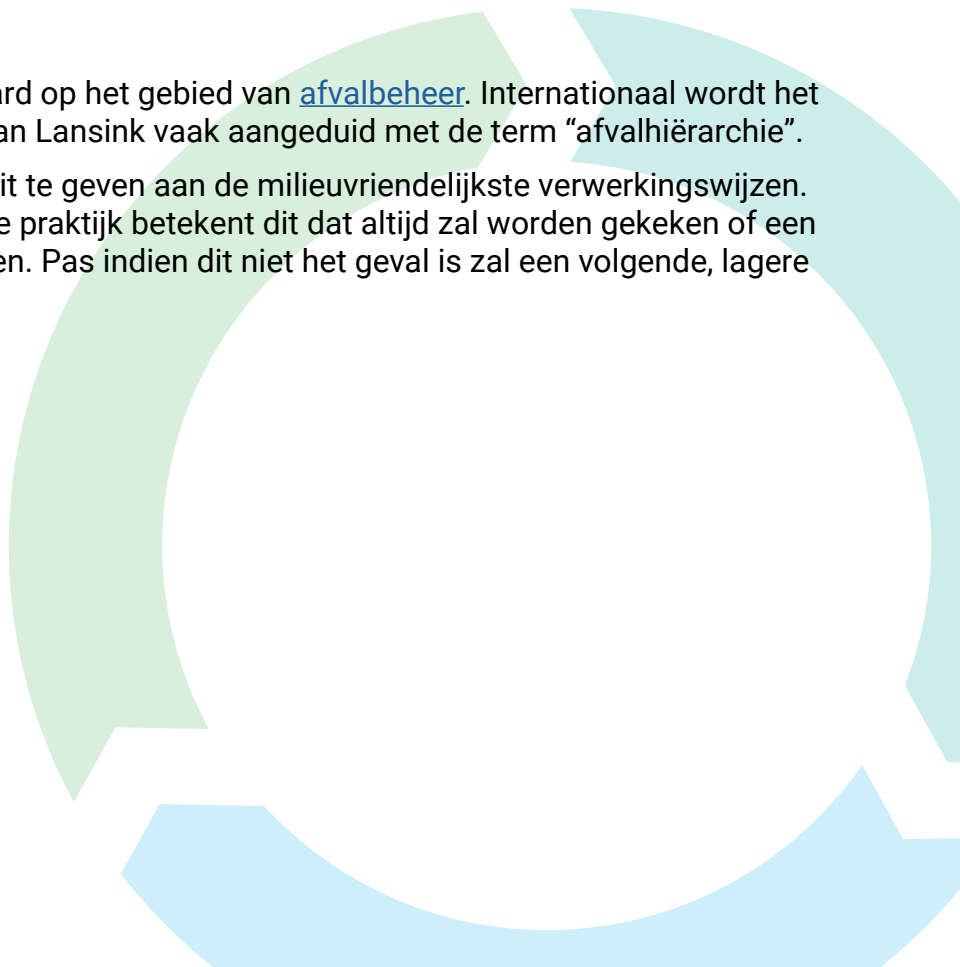 ard op het gebied van afvalbeheer. Internationaal wordt het
an Lansink vaak aangeduid met de term “afvalhiërarchie”.
it te geven aan de milieuvriendelijkste verwerkingswijzen.
e praktijk betekent dit dat altijd zal worden gekeken of een
en. Pas indien dit niet het geval is zal een volgende, lagere